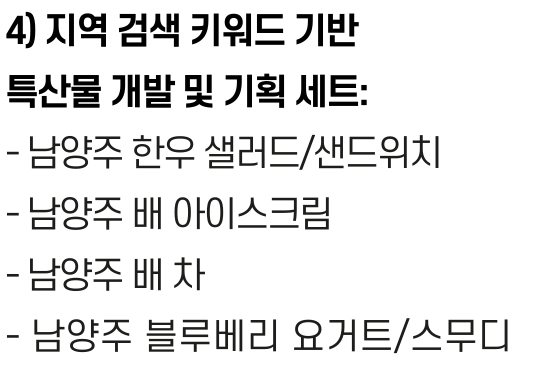 4) 지역 검색 키워드 기반
특산물 개발 및 기획 세트:
- 남양주 한우 샐러드/샌드위치
- 남양주 배 아이스크림
- 남양주 배 차
- 남양주 블루베리 요거트/스무디